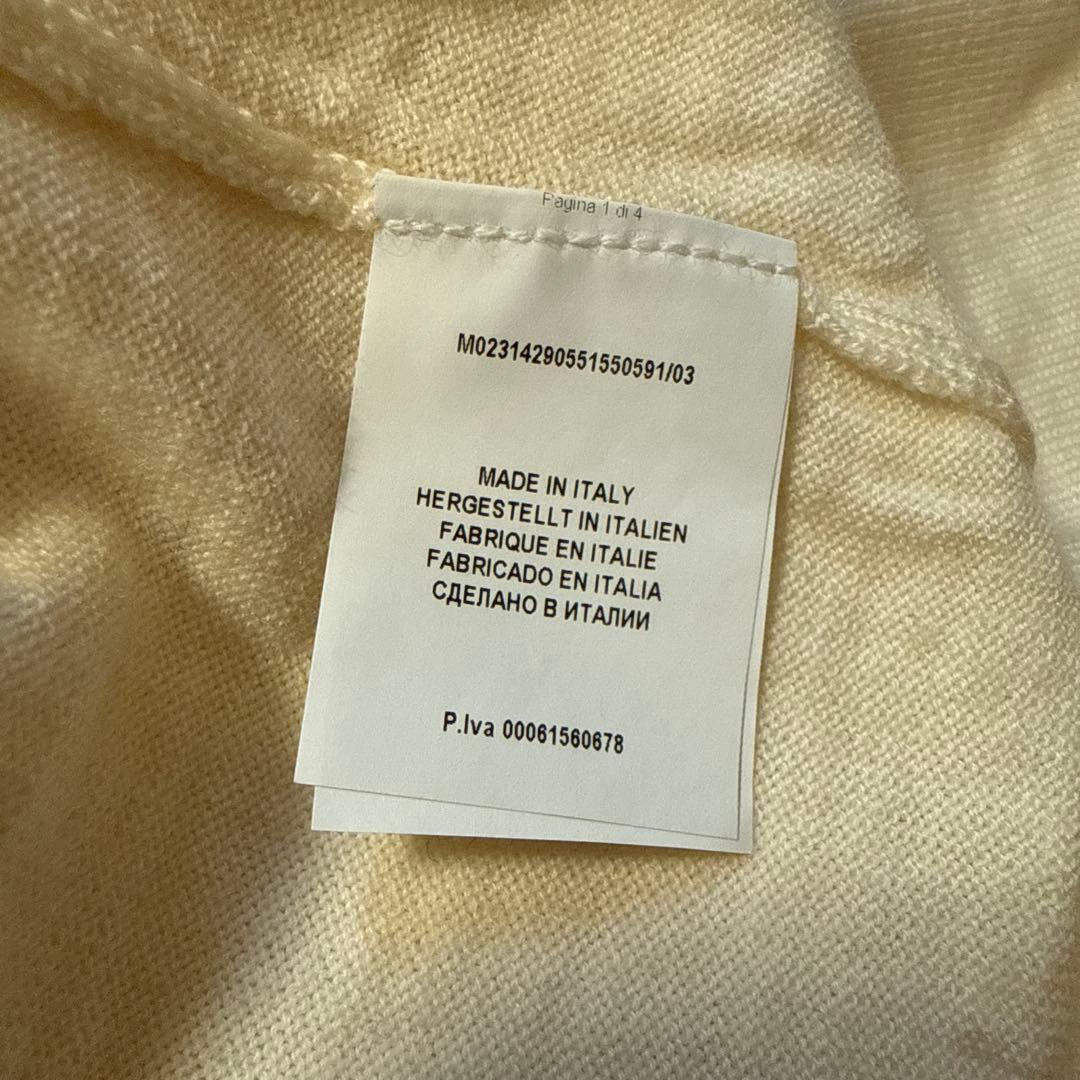 Pagina 1 di 4
M02314290551550591/03
MADE IN ITALY
HERGESTELLT IN ITALIEN
FABRIQUE EN ITALIE
FABRICADO EN ITALIA
СДЕЛАНО В ИТАЛИИ
P.Iva 00061560678